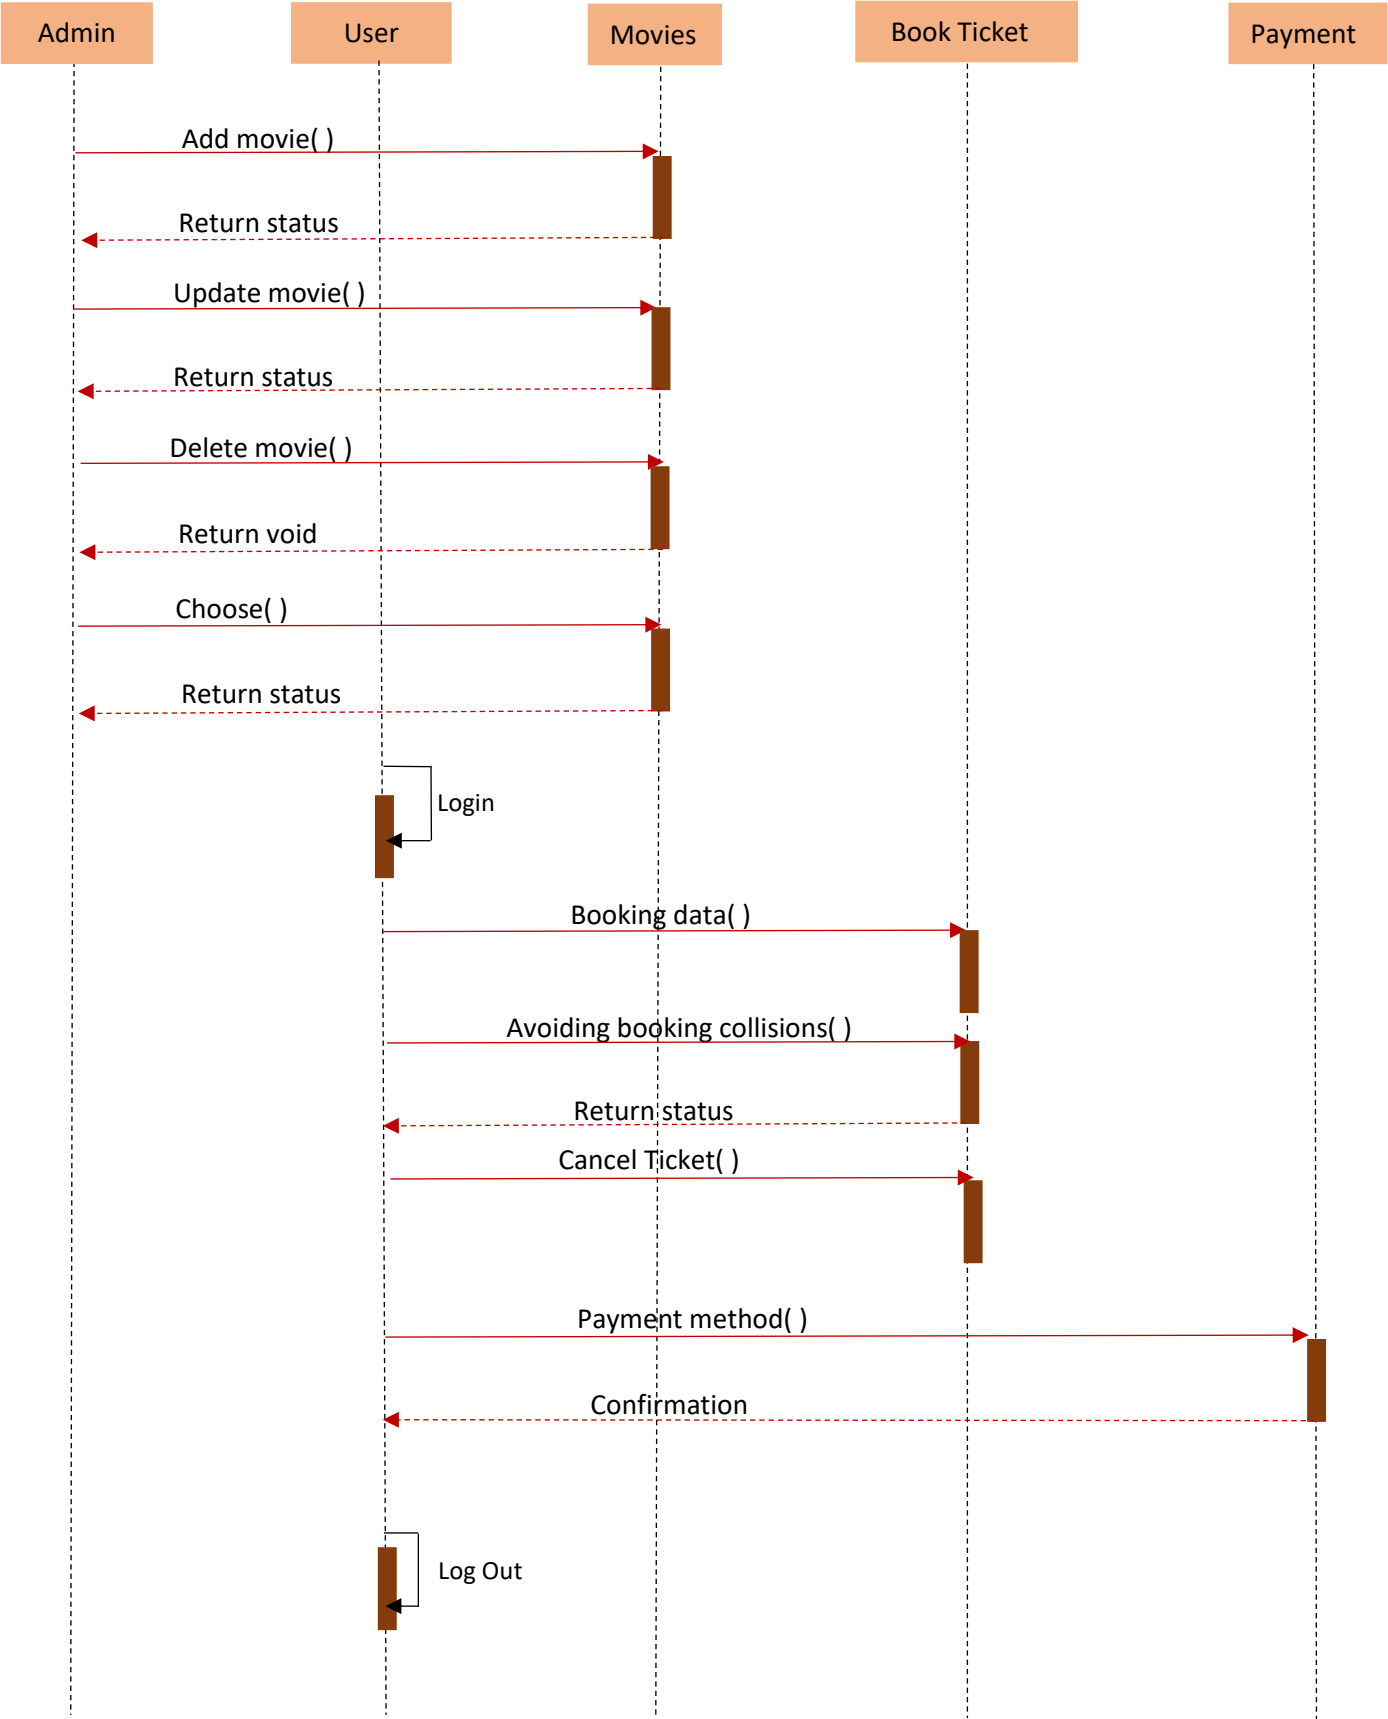 Admin
User
Movies
Book Ticket
Payment
Add movie( )
Return status
Update movie( )
Return status
Delete movie( )
Return void
Choose( )
Return status
Login
Booking data( )
Avoiding booking collisions( )
Return status
Cancel Ticket( )
Payment method( )
Confirmation
Log Out